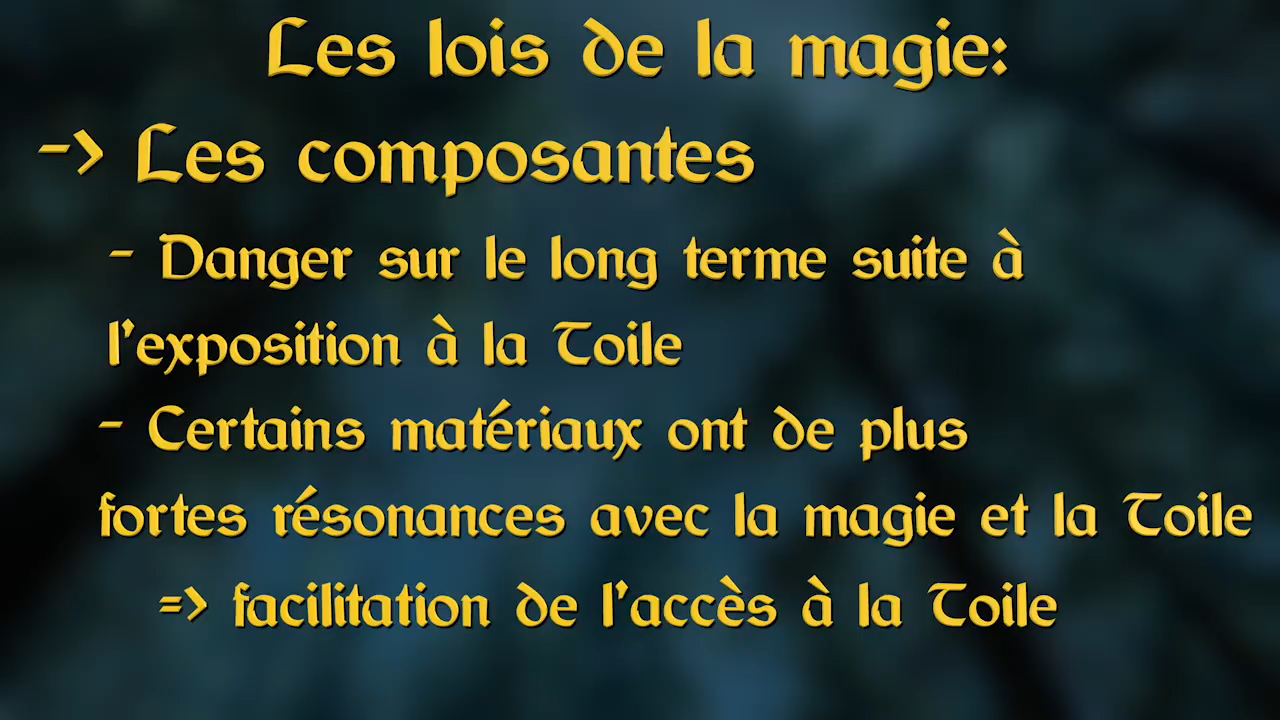 Les lois de la magie:
-> Les composantes
- Danger sur le long terme suite à
l'exposition à la Toile
- Certains matériaux ont de plus
fortes résonances avec la magie et la Toile
=> facilitation de l'accès à la Toile